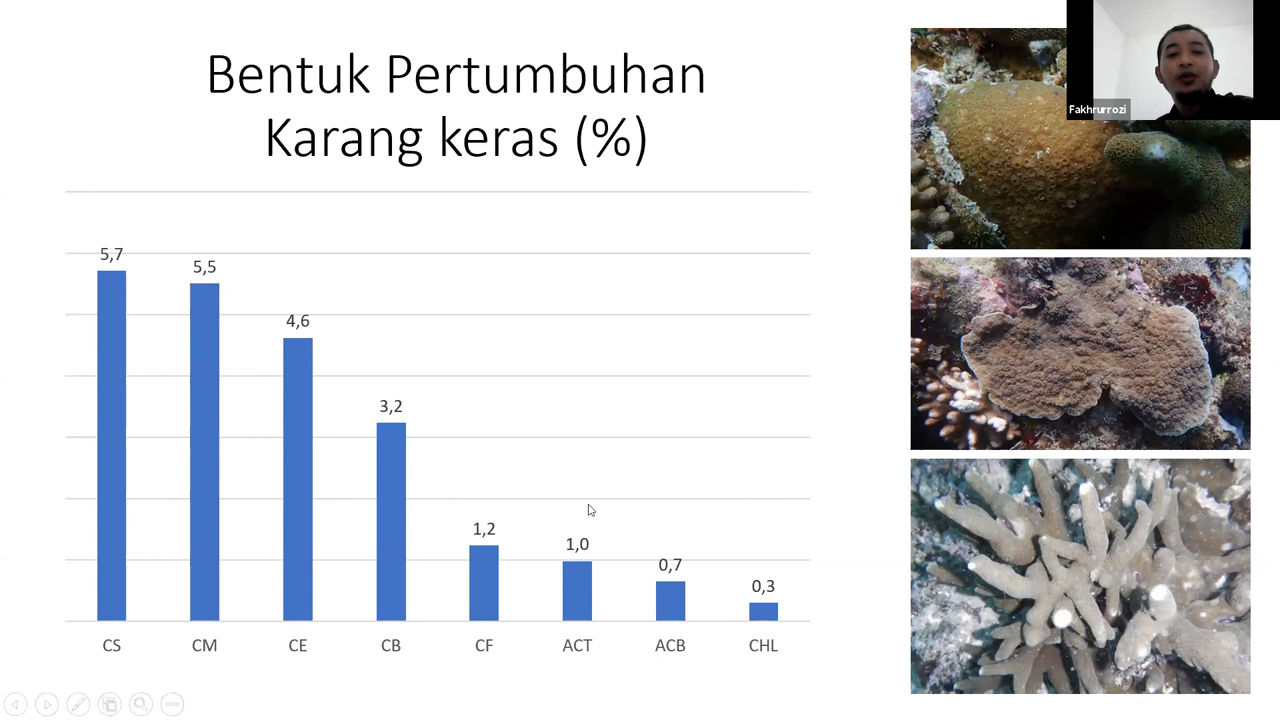 Bentuk Pertumbuhan
Karang keras (%)
Fakhrurrozi
5,7
5,5
4,6
3,2
1,2
1,0
0,7
0,3
CS
CM
CE
CB
CF
ACT
ACB
CHL